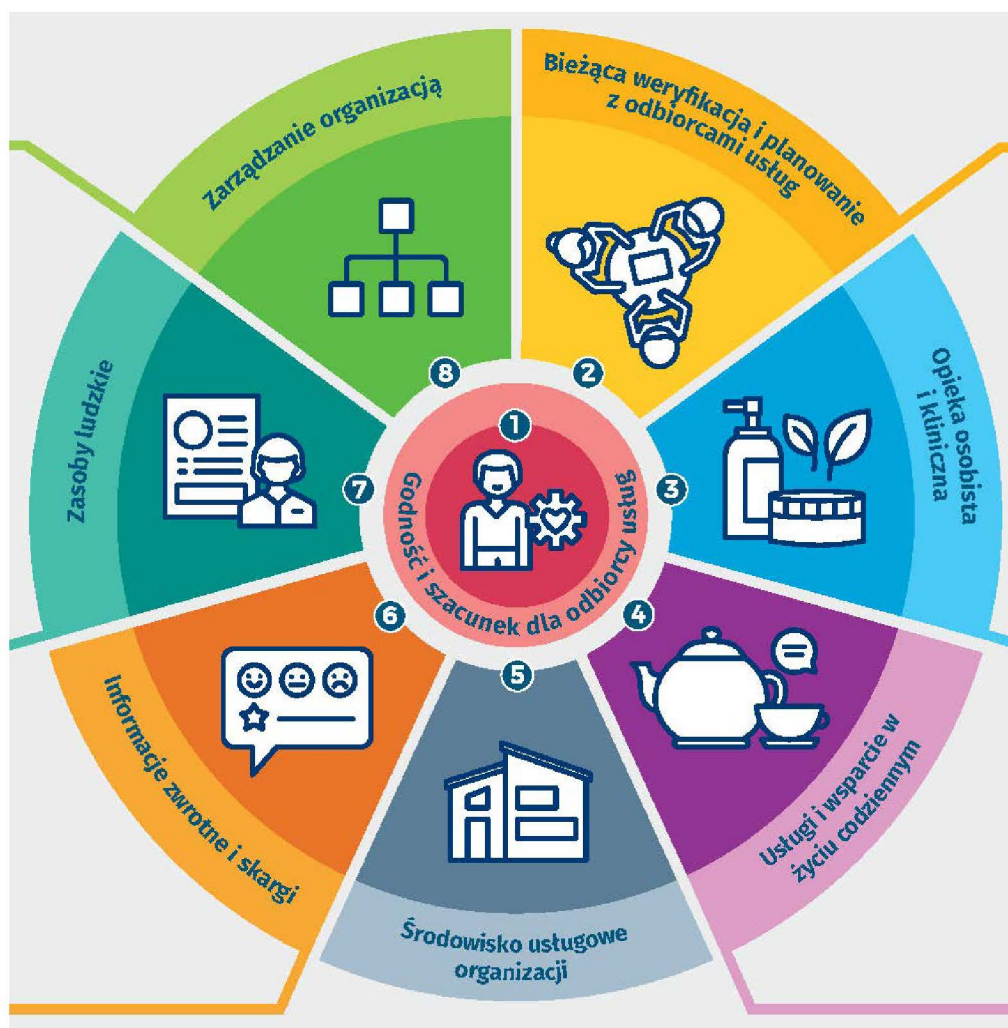 1
Godność i szacunek dla odbiorcy usług
2
Bieżąca weryfikacja i planowanie
z odbiorcami usług
3
Opieka osobista
i kliniczna
4
Usługi i wsparcie w
życiu codziennym
5
Środowisko usługowe
organizacji
6
Informacje zwrotne i skargi
7
Zasoby ludzkie
8
Zarządzanie organizacją